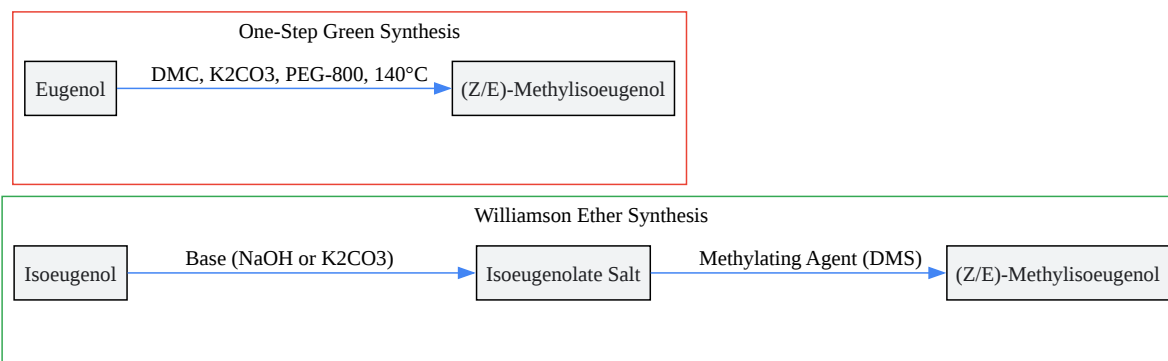 One-Step Green Synthesis
Eugenol
DMC, K2CO3, PEG-800, 140°C
(Z/E)-Methylisoeugenol
Williamson Ether Synthesis
Isoeugenol
Base (NaOH or K2CO3)
Isoeugenolate Salt
Methylating Agent (DMS)
(Z/E)-Methylisoeugenol